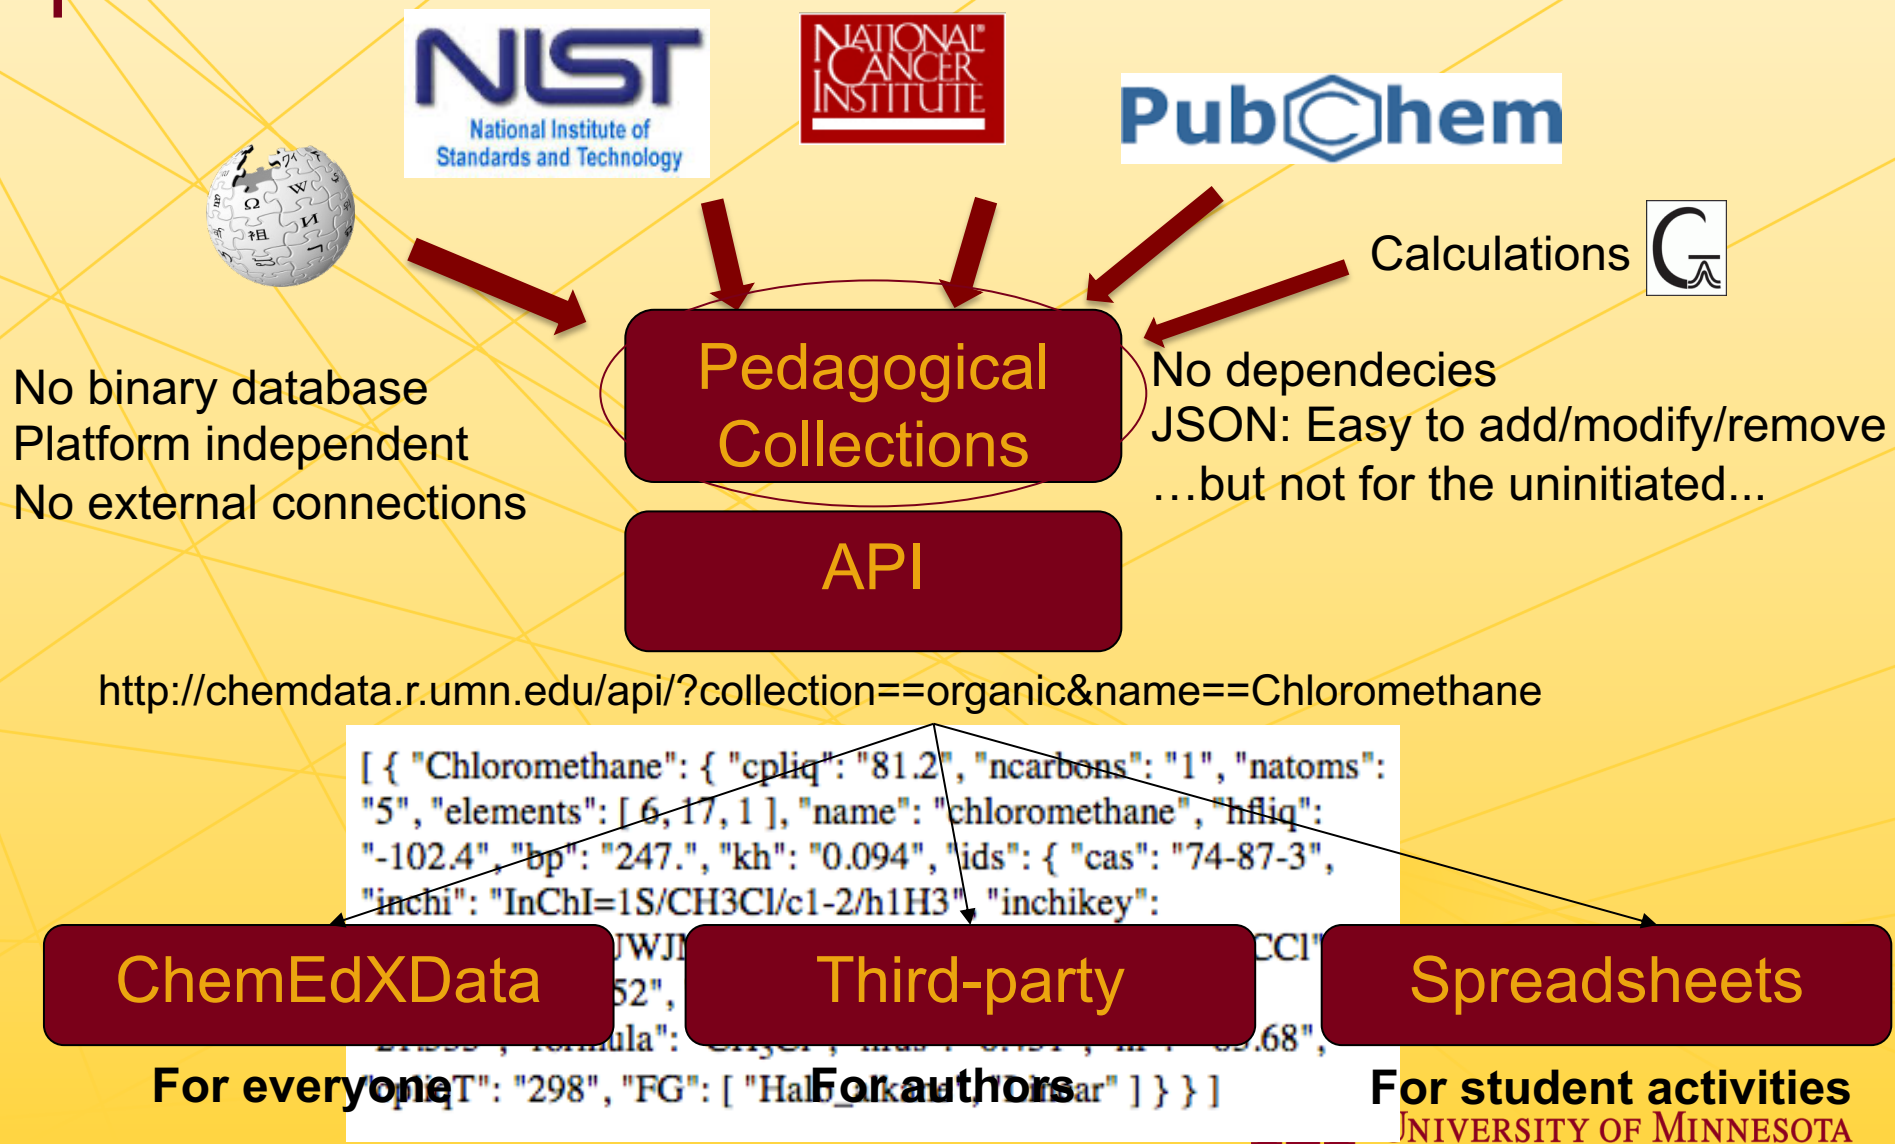 NIST
National Institute of
Standards and Technology
NATIONAL
CANCER
INSTITUTE
PubChem
Calculations
No binary database
Platform independent
No external connections
Pedagogical
Collections
No dependecies
JSON: Easy to add/modify/remove
…but not for the uninitiated...
API
http://chemdata.r.umn.edu/api/?collection==organic&name==Chloromethane
[ { "Chloromethane": { "cpliq": "81.2", "ncarbons": "1", "natoms":
"5", "elements": [ 6, 17, 1 ], "name": "chloromethane", "hfliq":
"-102.4", "bp": "247.", "kh": "0.094", "ids": { "cas": "74-87-3",
"inchi": "InChI=1S/CH3Cl/c1-2/h1H3", "inchikey":
ChemEdXData
Third-party
Spreadsheets
For everyone
"298", "FG": [
] } } ]
For authors
For student activities
UNIVERSITY OF MINNESOTA